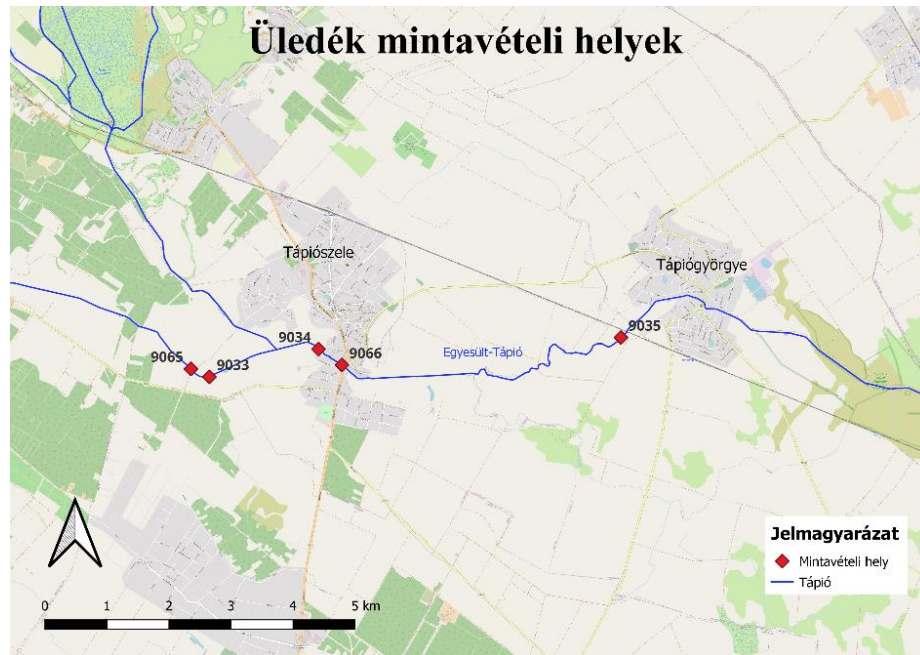 Üledék mintavételi helyek
Tápiószele
Tápiógyörgye
9034
9035
9065
9033
9066
Egyesült-Tápió
Jelmagyarázat
Mintavételi hely
Tápió
0 1 2 3 4 5 km